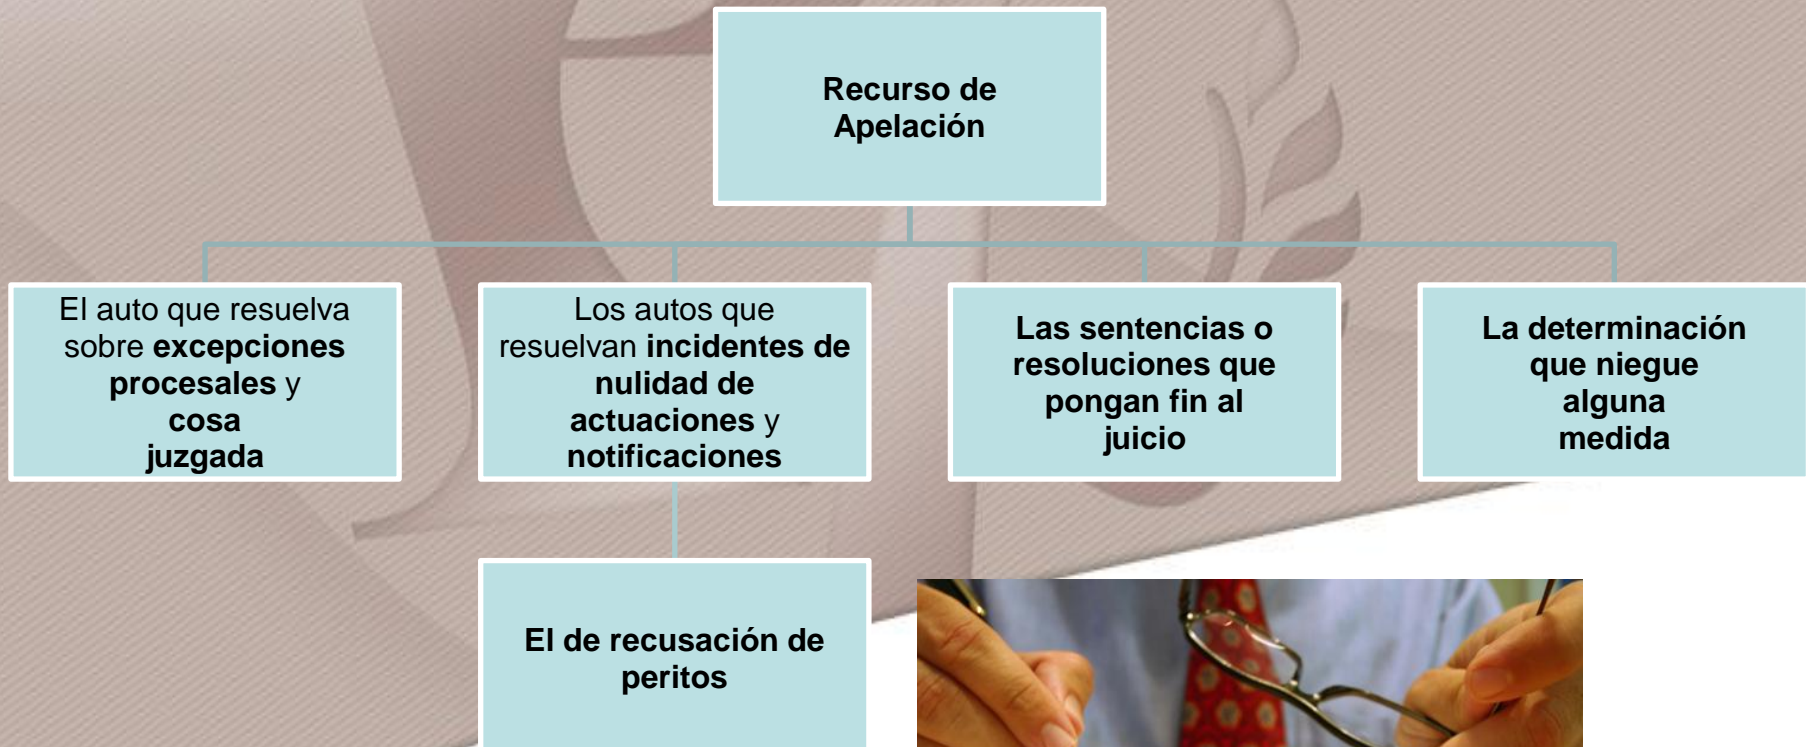 Recurso de
Apelación
El auto que resuelva
sobre excepciones
procesales y
cosa
juzgada
Los autos que
resuelvan incidentes de
nulidad de
actuaciones y
notificaciones
Las sentencias o
resoluciones que
pongan fin al
juicio
La determinación
que niegue
alguna
medida
El de recusación de
peritos